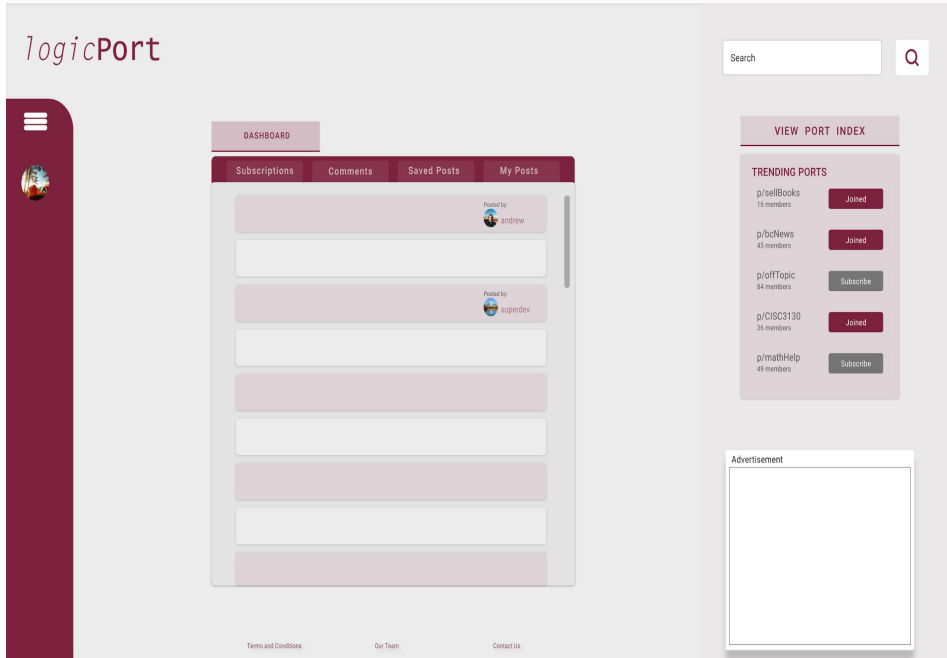 logicPort
Search
DASHBOARD
Subscriptions
Comments
Saved Posts
My Posts
Posted by:
andrew
Posted by:
superdev
VIEW PORT INDEX
TRENDING PORTS
p/sellBooks
16 members
Joined
p/bcNews
45 members
Joined
p/offTopic
84 members
Subscribe
p/CISC3130
36 members
Joined
p/mathHelp
49 members
Subscribe
Advertisement
Terms and Conditions
Our Team
Contact Us